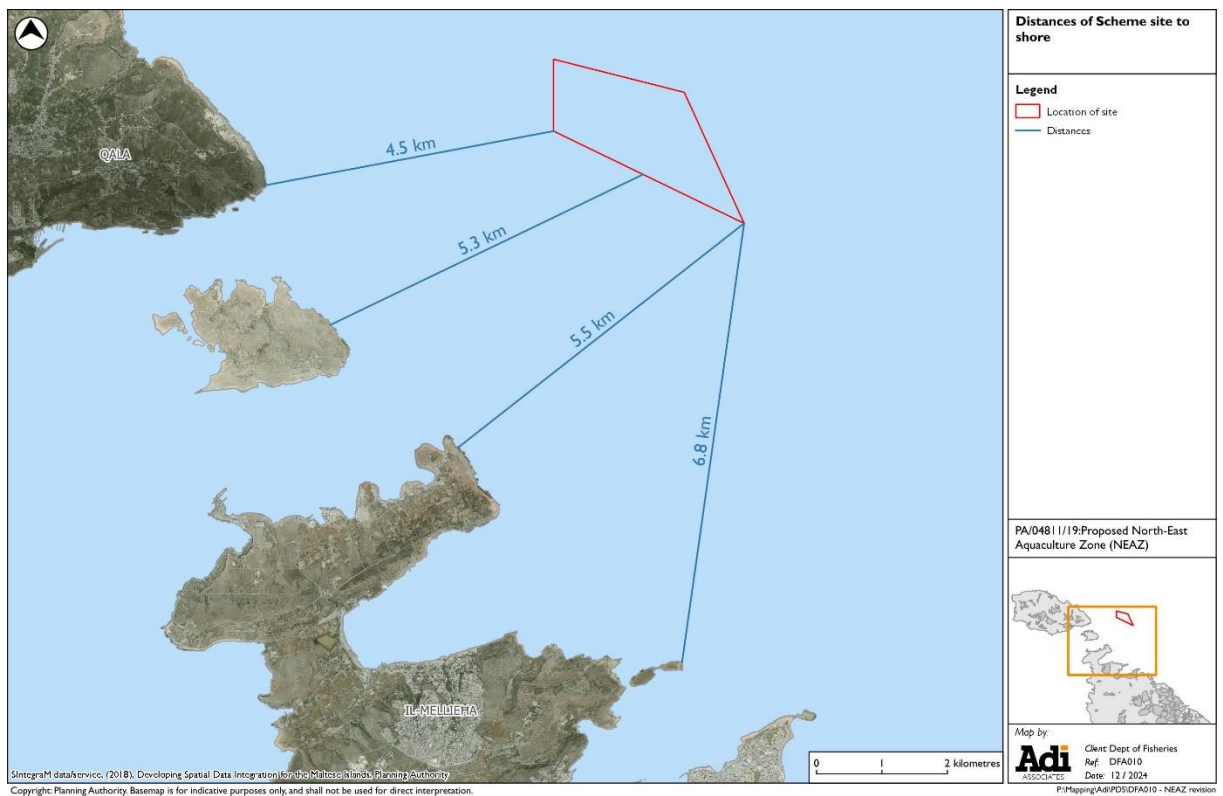 Distances of Scheme site to
shore
Legend
Location of site
Distances
QALA
4.5 km
5.3 km
5.5 km
6.8 km
IL-MELLIEMA
0 1 2 kilometres
SIntegraM data/service, (2018), Developing Spatial Data Integration for the Maltese Islands, Planning Authority
Copyright: Planning Authority. Basemap is for indicative purposes only, and shall not be used for direct interpretation.
PA/04811/19:Proposed North-East
Aquaculture Zone (NEAZ)
Map by:
Adi
ASSOCIATES
Client: Dept of Fisheries
Ref: DFA010
Date: 12 / 2024
P:\Mapping\Adi\PDS\DFA010 - NEAZ revision